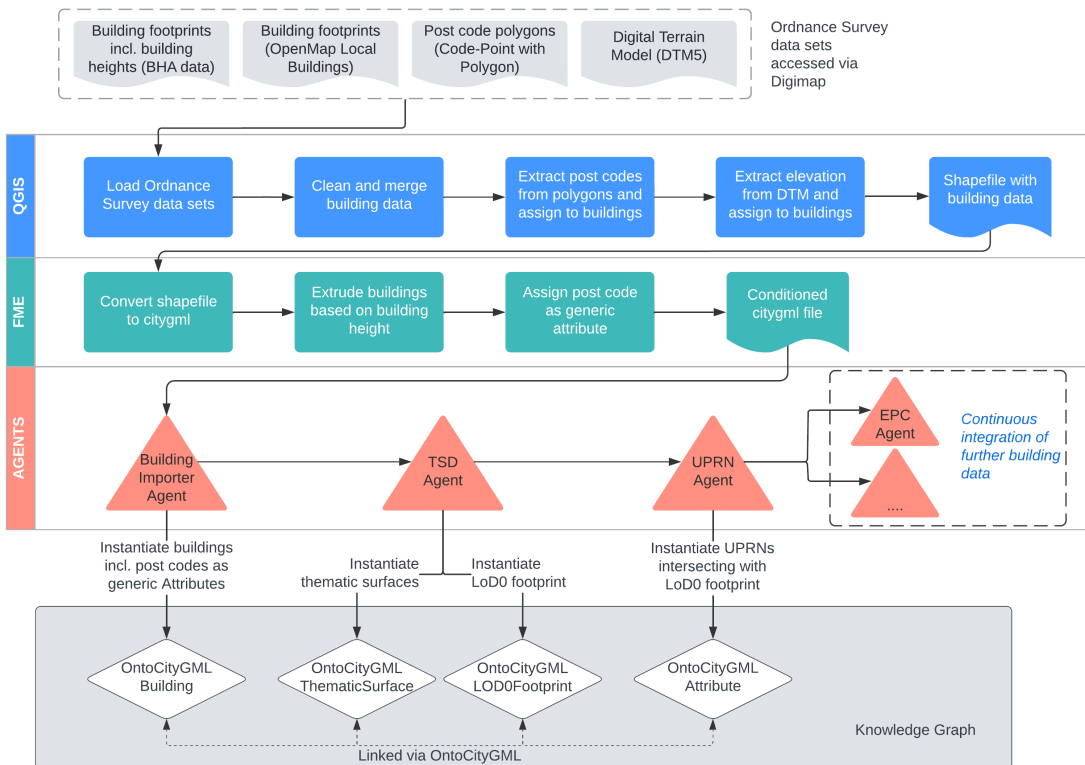 Building footprints
incl. building
heights (BHA data)
Building footprints
(OpenMap Local
Buildings)
Post code polygons
(Code-Point with
Polygon)
Digital Terrain
Model (DTM5)
Ordnance Survey
data sets
accessed via
Digimap
QGIS
Load Ordnance
Survey data sets
Clean and merge
building data
Extract post codes
from polygons and
assign to buildings
Extract elevation
from DTM and
assign to buildings
Shapefile with
building data
FME
Convert shapefile
to citygml
Extrude buildings
based on building
height
Assign post code
as generic
attribute
Conditioned
citygml file
AGENTS
Building
Importer
Agent
TSD
Agent
UPRN
Agent
EPC
Agent
....
Continuous
integration of
further building
data
Instantiate buildings
incl. post codes as
generic Attributes
Instantiate
thematic surfaces
Instantiate
LoD0 footprint
Instantiate UPRNs
intersecting with
LoD0 footprint
OntoCityGML
Building
OntoCityGML
ThematicSurface
OntoCityGML
LOD0Footprint
OntoCityGML
Attribute
Knowledge Graph
Linked via OntoCityGML